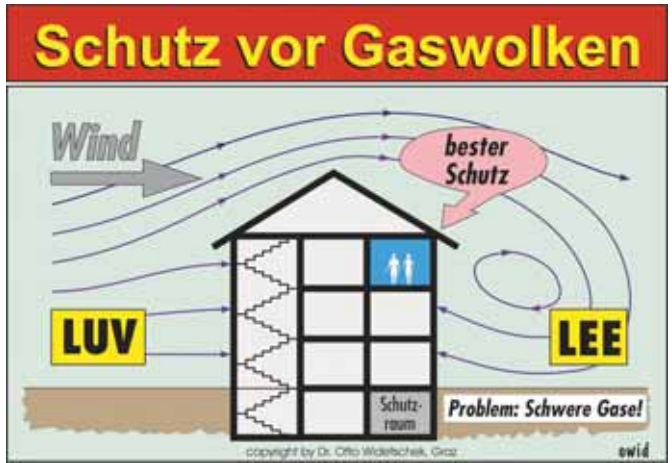 Schutz vor Gaswolken
Wind
bester
Schutz
LUV
LEE
Schutz-
raum
Problem: Schwere Gase!
copyright by Dr. Otto Widetschek, Graz
owid